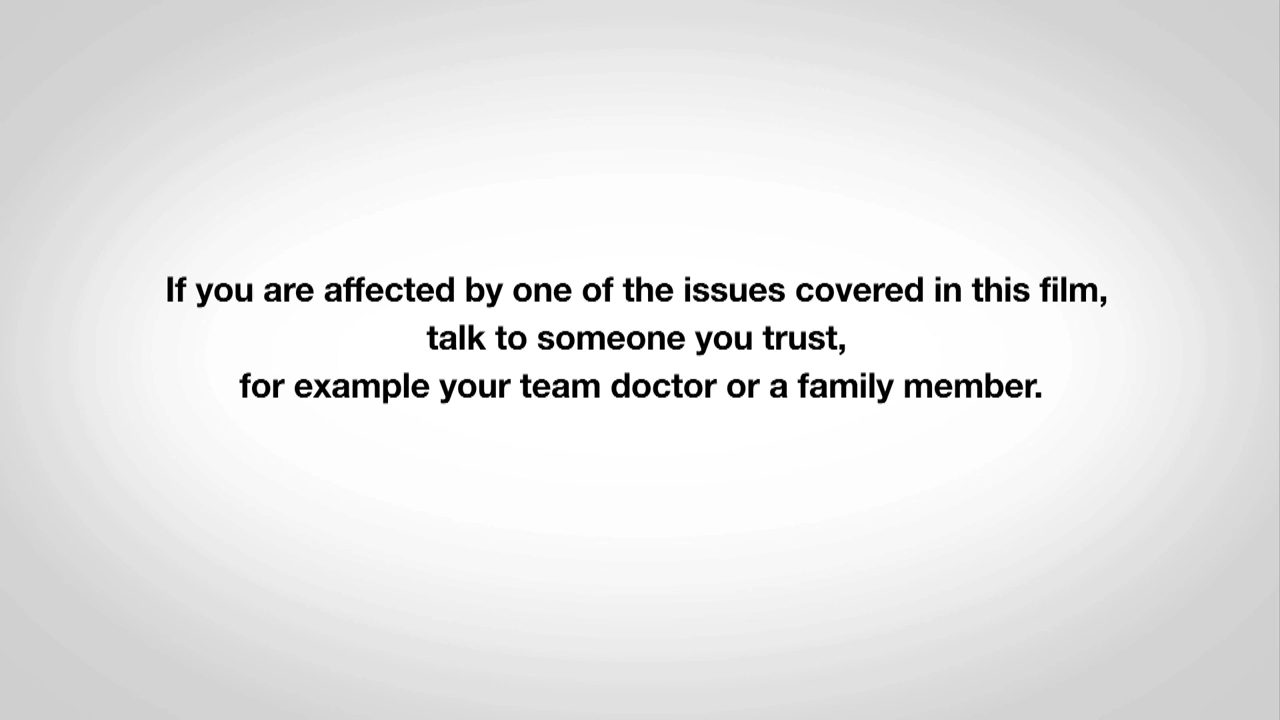 If you are affected by one of the issues covered in this film,
talk to someone you trust,
for example your team doctor or a family member.